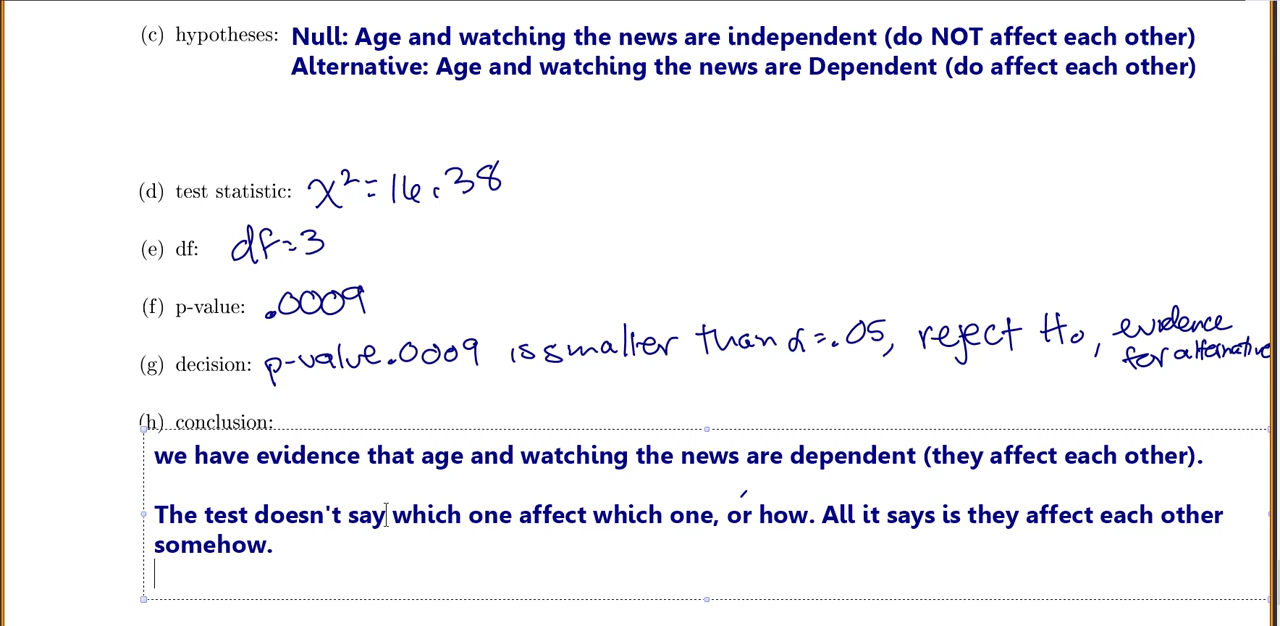 (c) hypotheses: Null: Age and watching the news are independent (do NOT affect each other)
Alternative: Age and watching the news are Dependent (do affect each other)
(d) test statistic: χ²=16.38
(e) df: df=3
(f) p-value: .0009
(g) decision: p-value .0009 is smaller than α=.05, reject H₀, evidence for alternative
(h) conclusion:
we have evidence that age and watching the news are dependent (they affect each other).
The test doesn't say which one affect which one, or how. All it says is they affect each other
somehow.